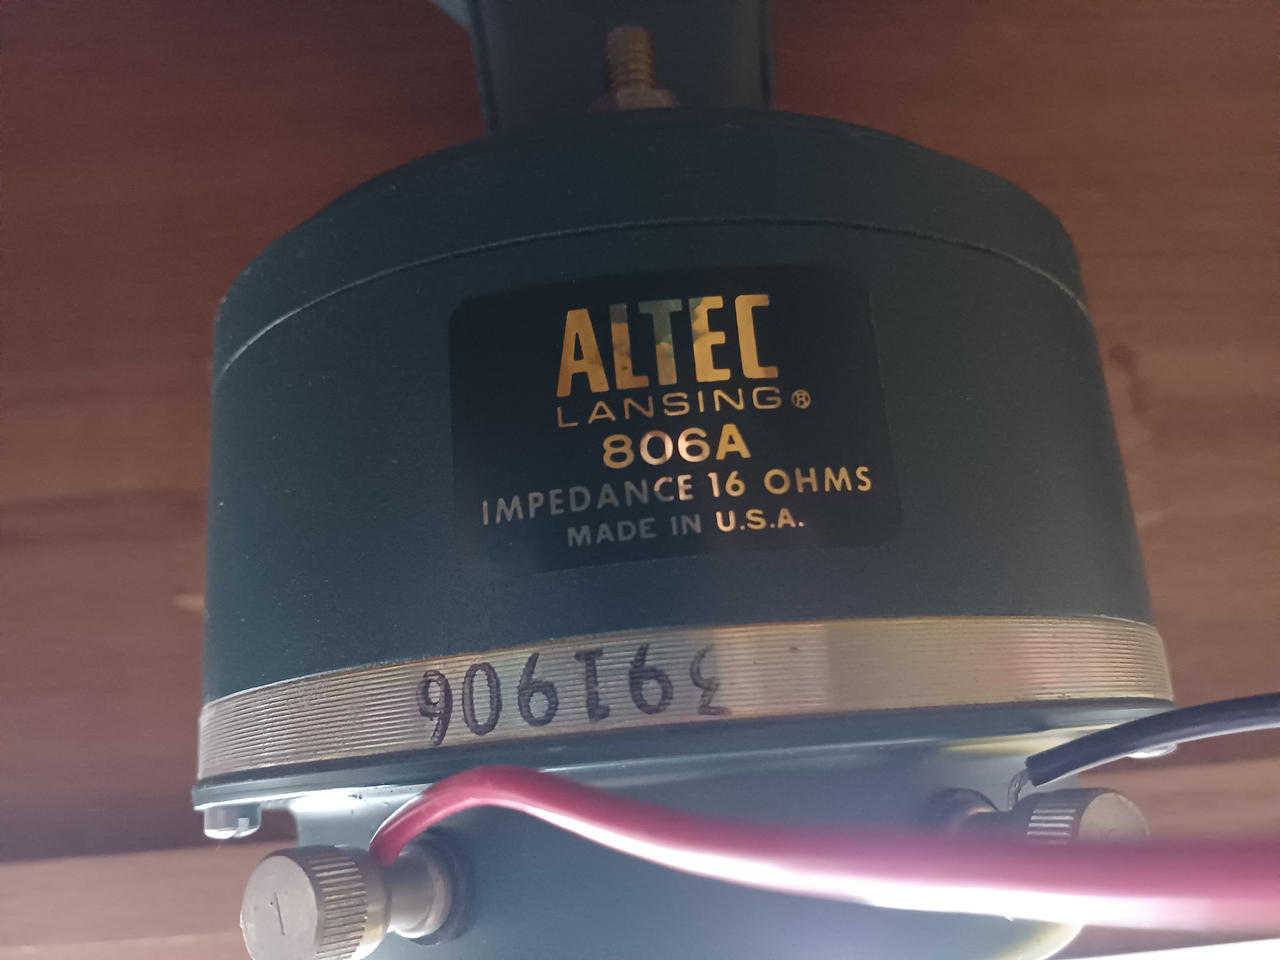 ALTEC
LANSING®
806A
IMPEDANCE 16 OHMS
MADE IN U.S.A.
391906
1